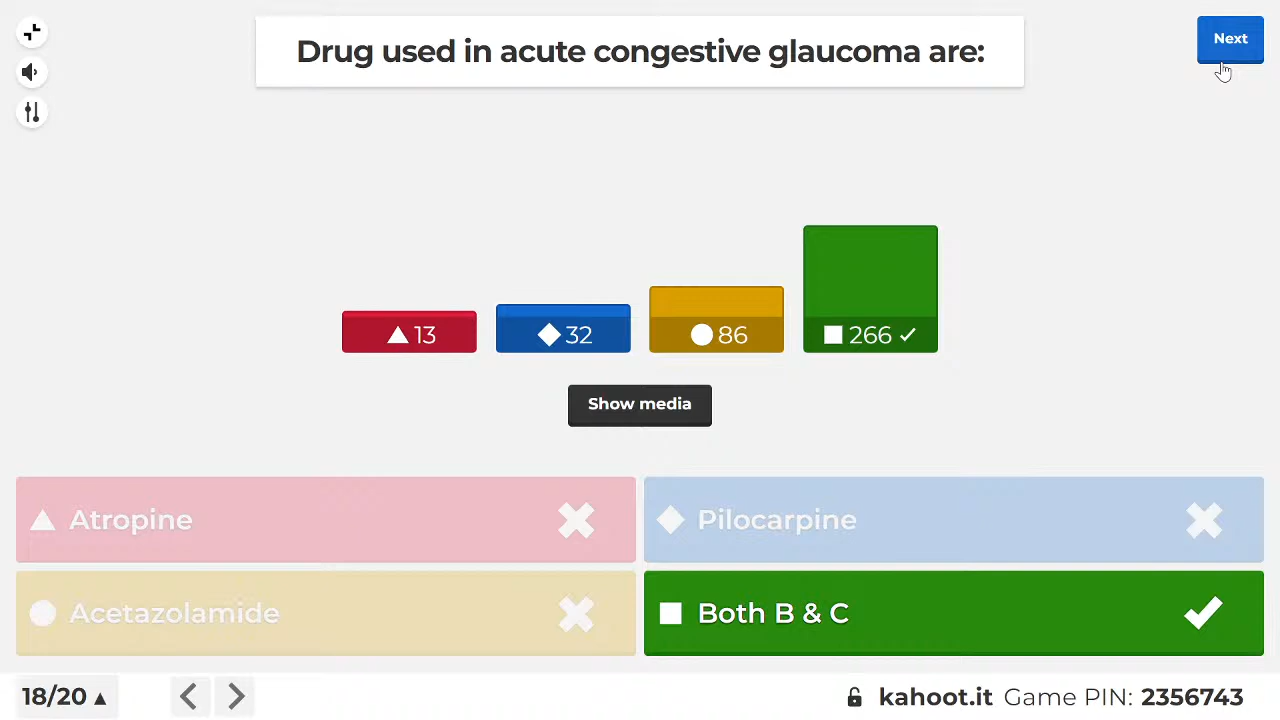 Drug used in acute congestive glaucoma are:
Next
13
32
86
266
Show media
Atropine
Pilocarpine
Acetazolamide
Both B & C
18/20
kahoot.it Game PIN: 2356743